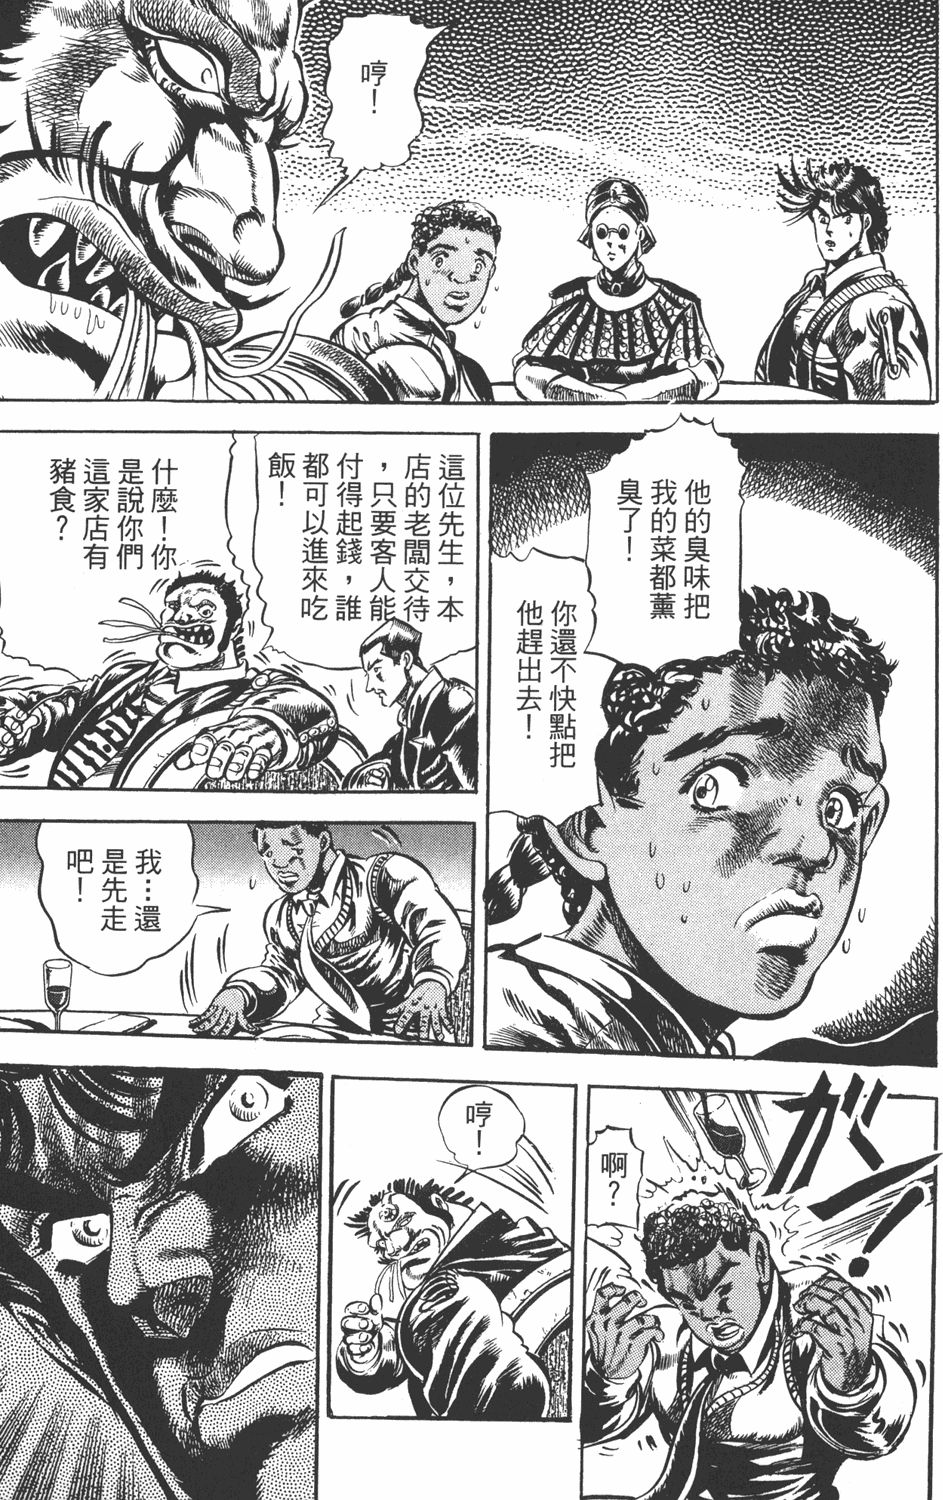 哼！
他的臭味把
我的菜都薰
臭了！
你還不快點把
他趕出去！
這位先生，本
店的老闆交待
，只要客人能
付得起錢，誰
都可以進來吃
飯！
什麼！你
是說你們
這家店有
豬食？
我…還
是先走
吧！
ガン！
啊？
哼！